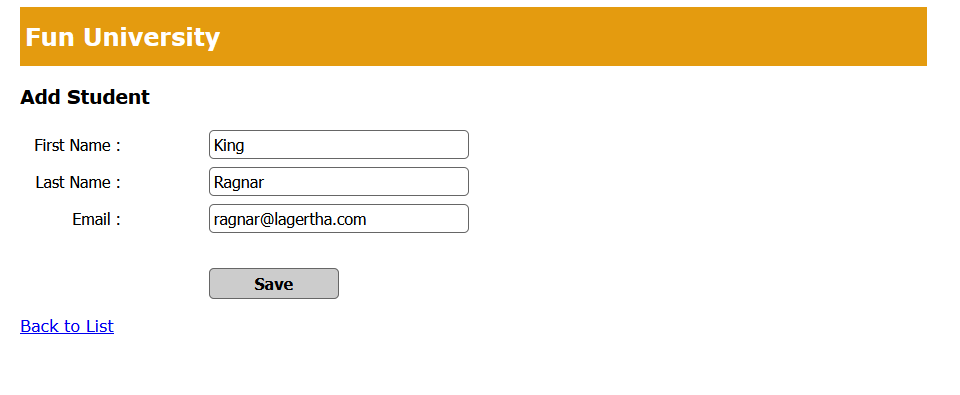 Fun University
Add Student
First Name : King
Last Name : Ragnar
Email : ragnar@lagertha.com
Save
Back to List